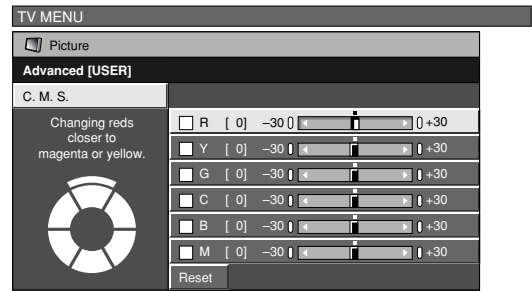 TV MENU
Picture
Advanced [USER]
C. M. S.
Changing reds
closer to
magenta or yellow.
R [ 0] –30 +30
Y [ 0] –30 +30
G [ 0] –30 +30
C [ 0] –30 +30
B [ 0] –30 +30
M [ 0] –30 +30
Reset